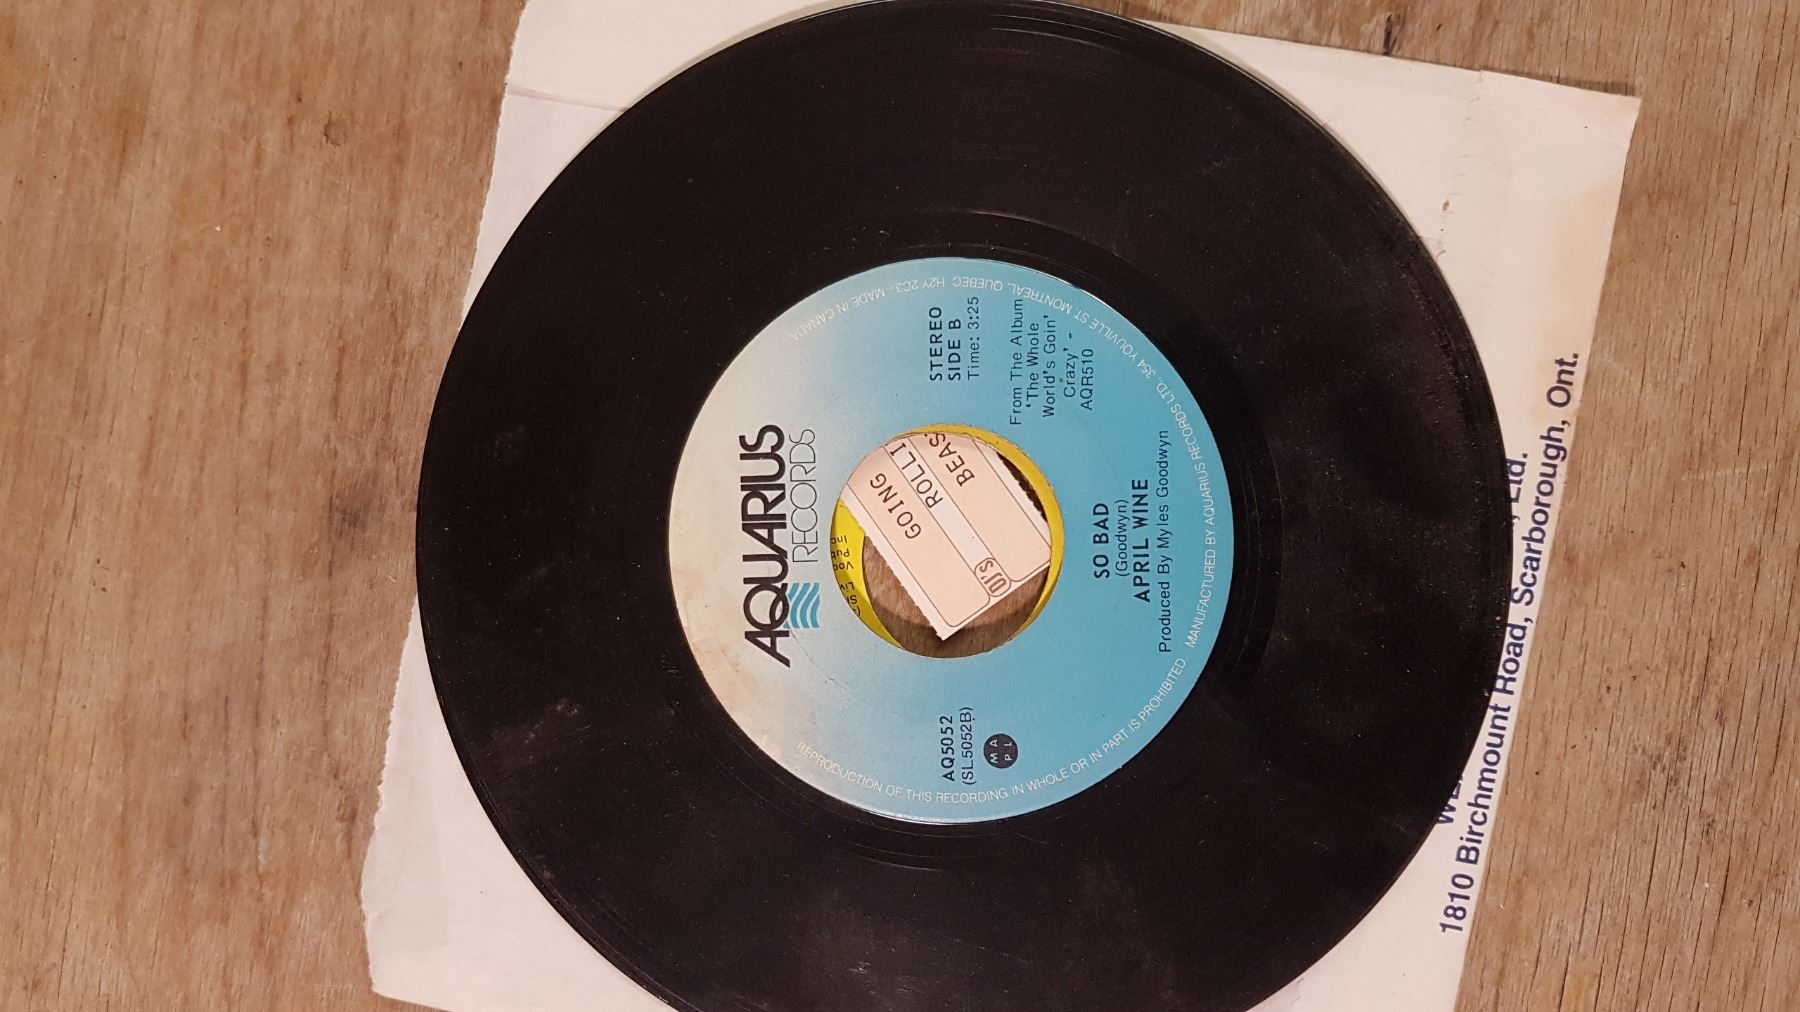 AQUARIUS
RECORDS
AQ5052
(SL5052B)
M A
P L
STEREO
SIDE B
Time: 3:25
From The Album
'The Whole
World's Goin'
Crazy' -
AQR510
SO BAD
(Goodwyn)
APRIL WINE
Produced By Myles Goodwyn
REPRODUCTION OF THIS RECORDING IN WHOLE OR IN PART IS PROHIBITED. MANUFACTURED BY AQUARIUS RECORDS LTD. 354 YOUVILLE ST. MONTREAL, QUEBEC H2Y 2C3 - MADE IN CANADA
GOING
ROLLI
BEAS
DJ's
Ltd.
1810 Birchmount Road, Scarborough, Ont.